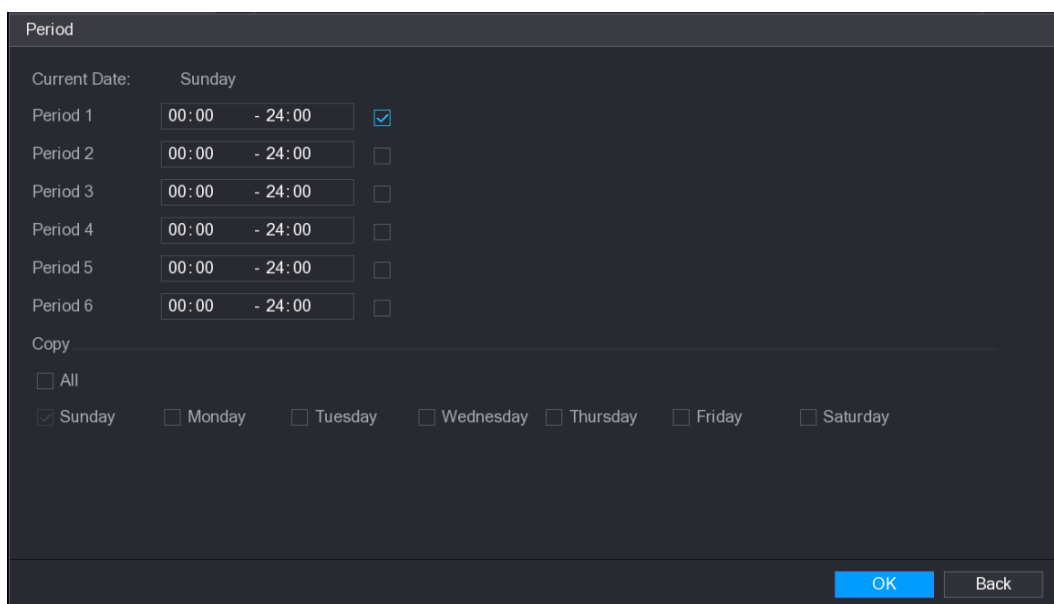 Period
Current Date: Sunday
Period 1 00:00 - 24:00
Period 2 00:00 - 24:00
Period 3 00:00 - 24:00
Period 4 00:00 - 24:00
Period 5 00:00 - 24:00
Period 6 00:00 - 24:00
Copy
All
Sunday Monday Tuesday Wednesday Thursday Friday Saturday
OK Back